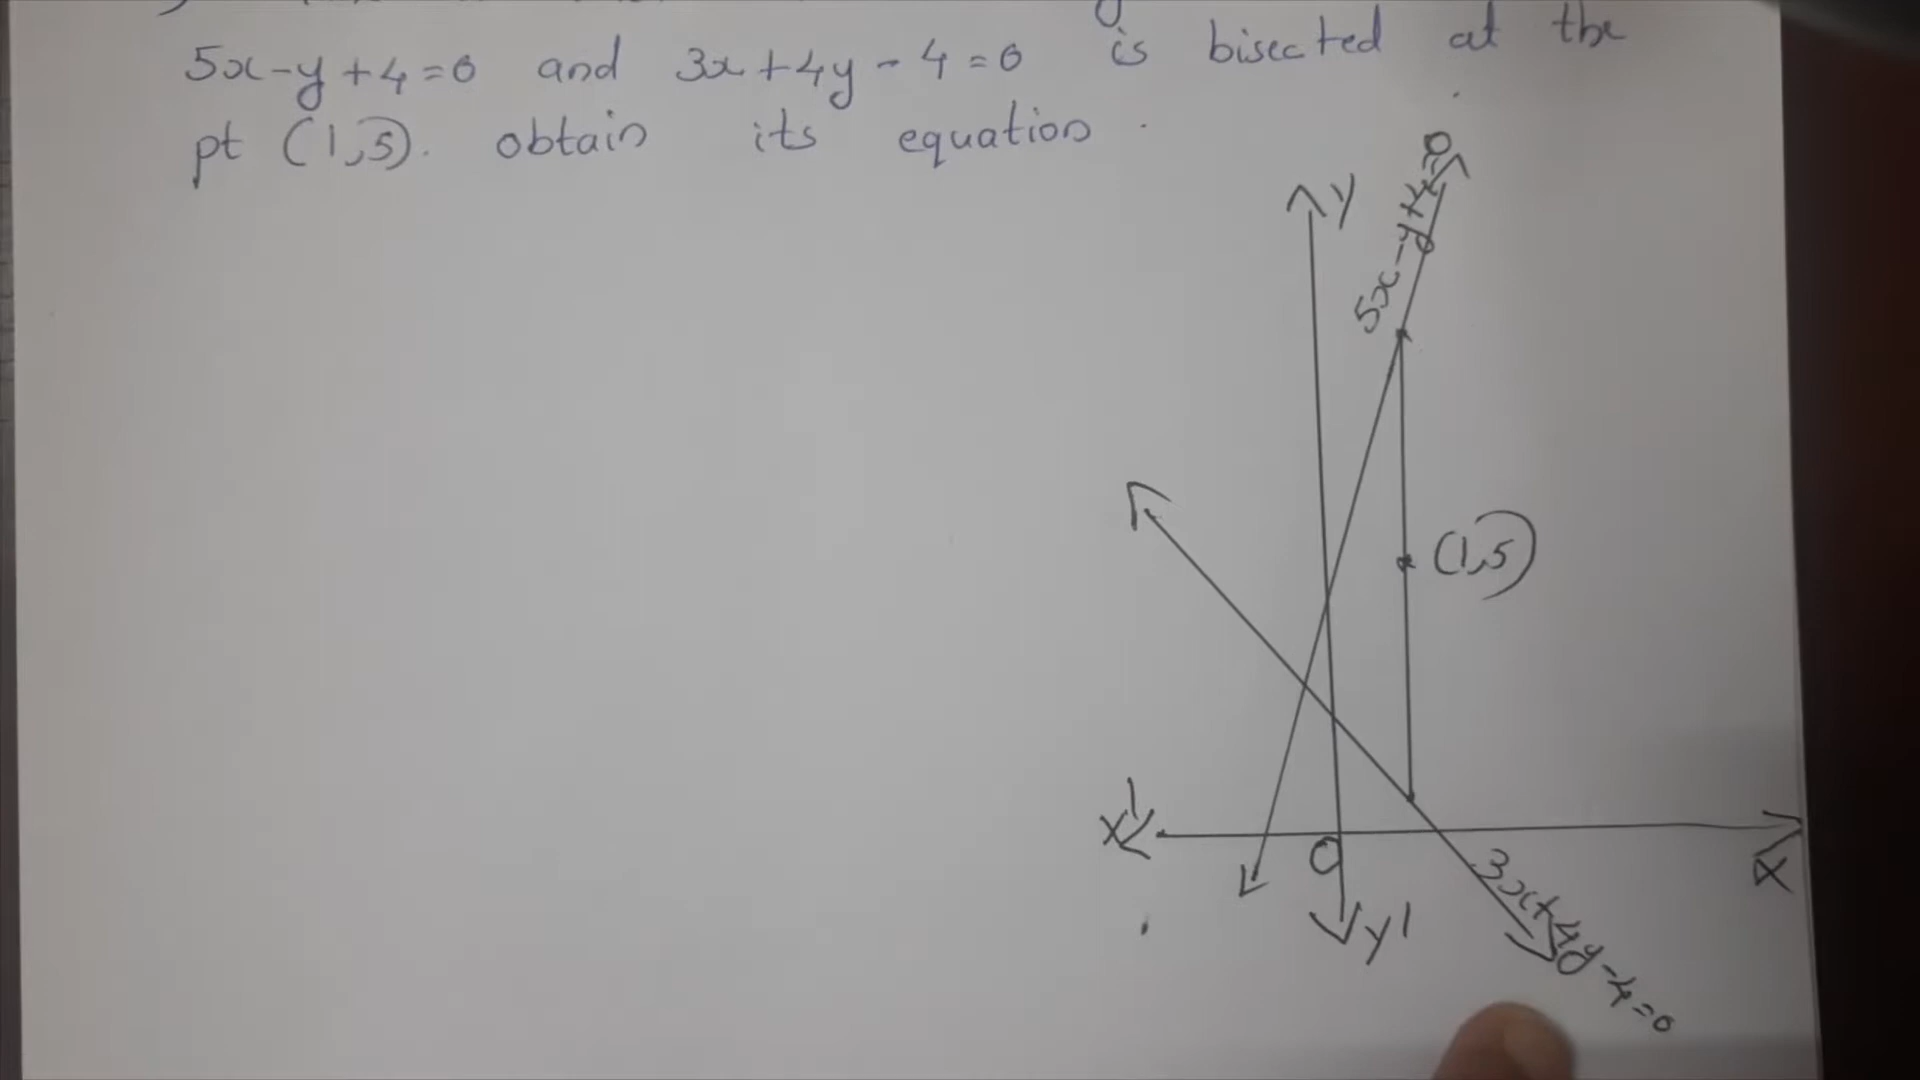 5x-y+4=0 and 3x+4y-4=0 is bisected at the
pt (1,5). obtain its equation.
Y
5x-y+4=0
(1,5)
X'
O
X
Y'
3x+4y-4=0